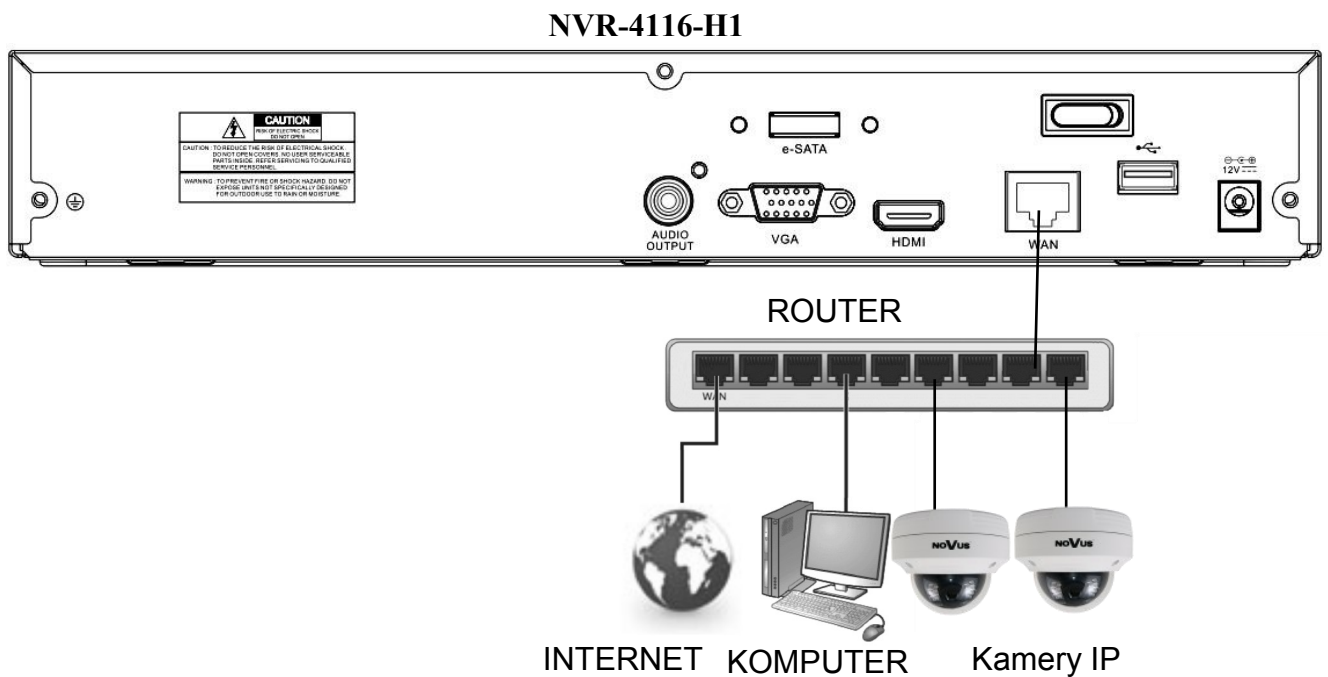 NVR-4116-H1
CAUTION
RISK OF ELECTRIC SHOCK
DO NOT OPEN
CAUTION : TO REDUCE THE RISK OF ELECTRICAL SHOCK
DO NOT OPEN COVERS. NO USER SERVICEABLE
PARTS INSIDE. REFER SERVICING TO QUALIFIED
SERVICE PERSONNEL.
WARNING : TO PREVENT FIRE OR SHOCK HAZARD. DO NOT
EXPOSE UNITS NOT SPECIFICALLY DESIGNED
FOR OUTDOOR USE TO RAIN OR MOISTURE.
e-SATA
12V
AUDIO
OUTPUT
VGA
HDMI
WAN
ROUTER
WAN
NOVUS
NOVUS
INTERNET
KOMPUTER
Kamery IP